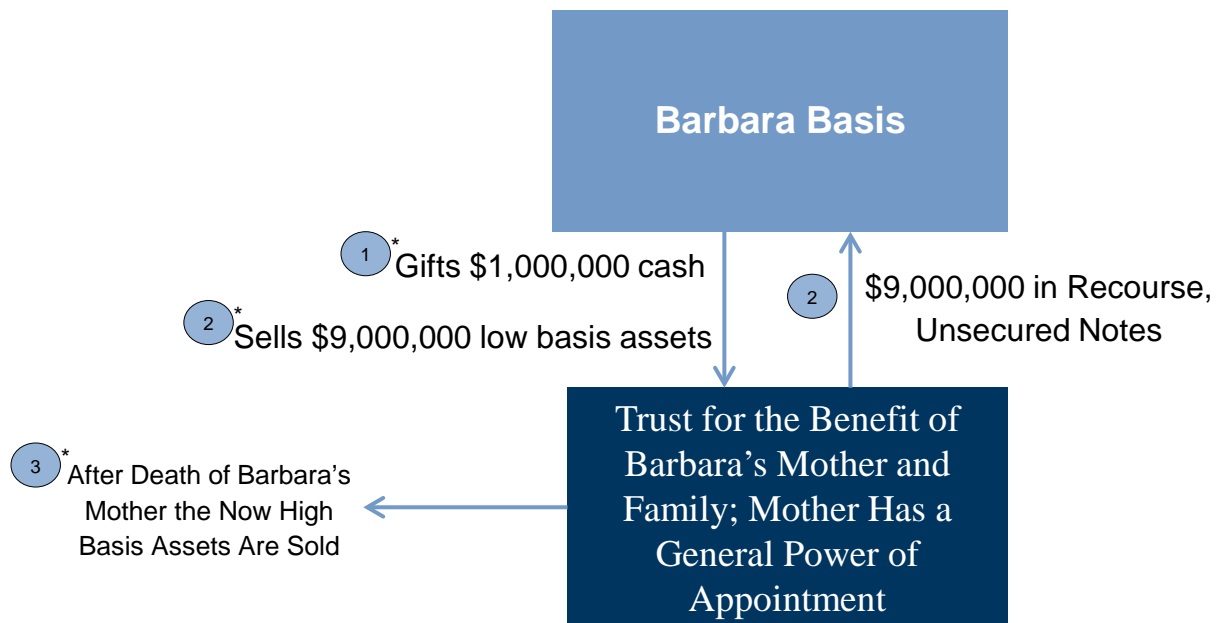 Barbara Basis
1 * Gifts $1,000,000 cash
2 * Sells $9,000,000 low basis assets
2 $9,000,000 in Recourse,
Unsecured Notes
Trust for the Benefit of
Barbara's Mother and
Family; Mother Has a
General Power of
Appointment
3 * After Death of Barbara's
Mother the Now High
Basis Assets Are Sold